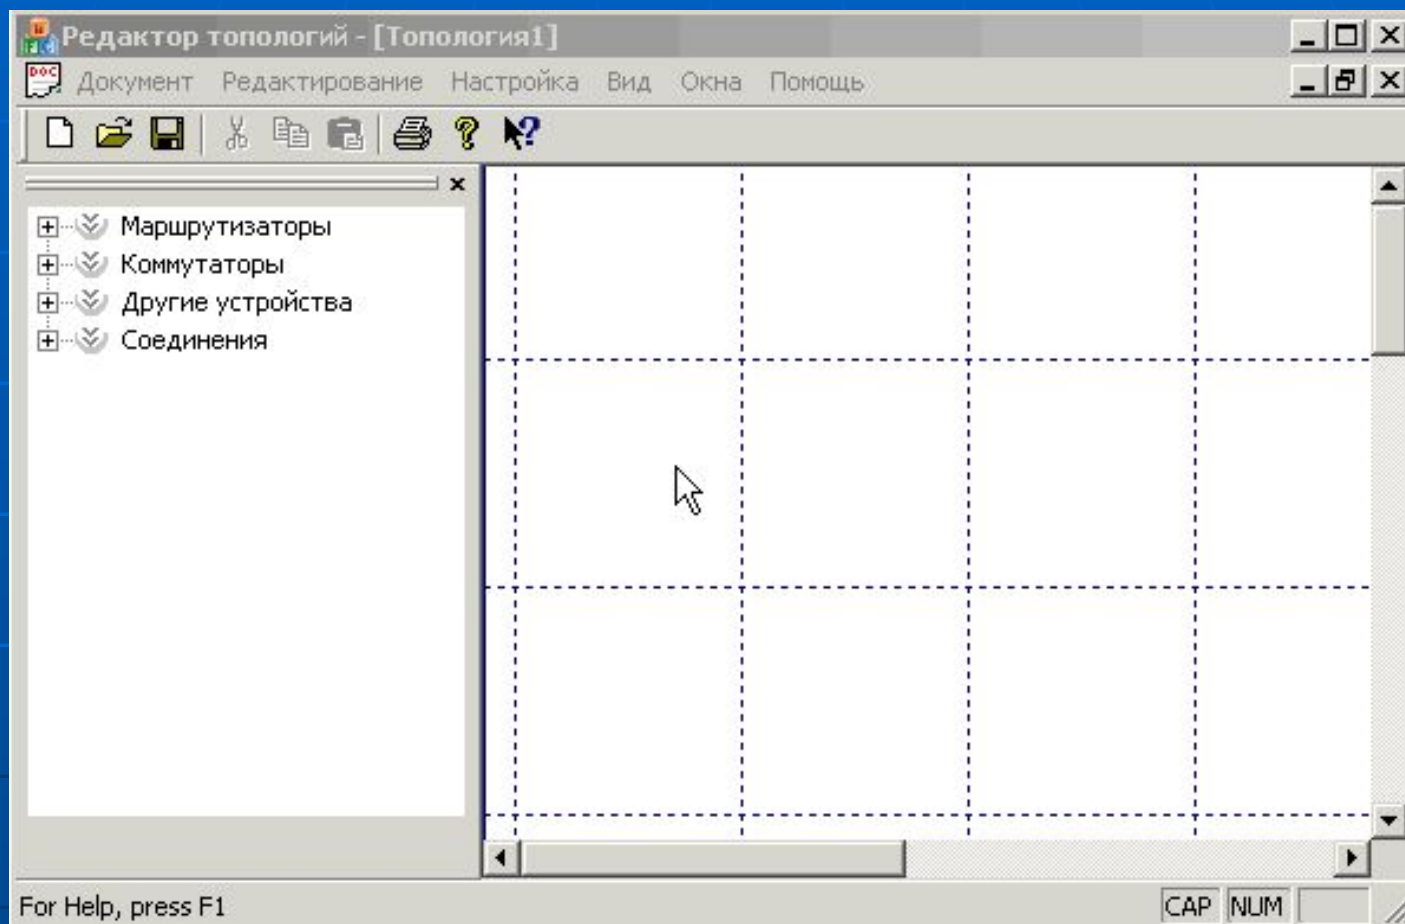 Редактор топологий - [Топология1]
DOC Документ Редактирование Настройка Вид Окна Помощь
Маршрутизаторы
Коммутаторы
Другие устройства
Соединения
For Help, press F1 CAP NUM